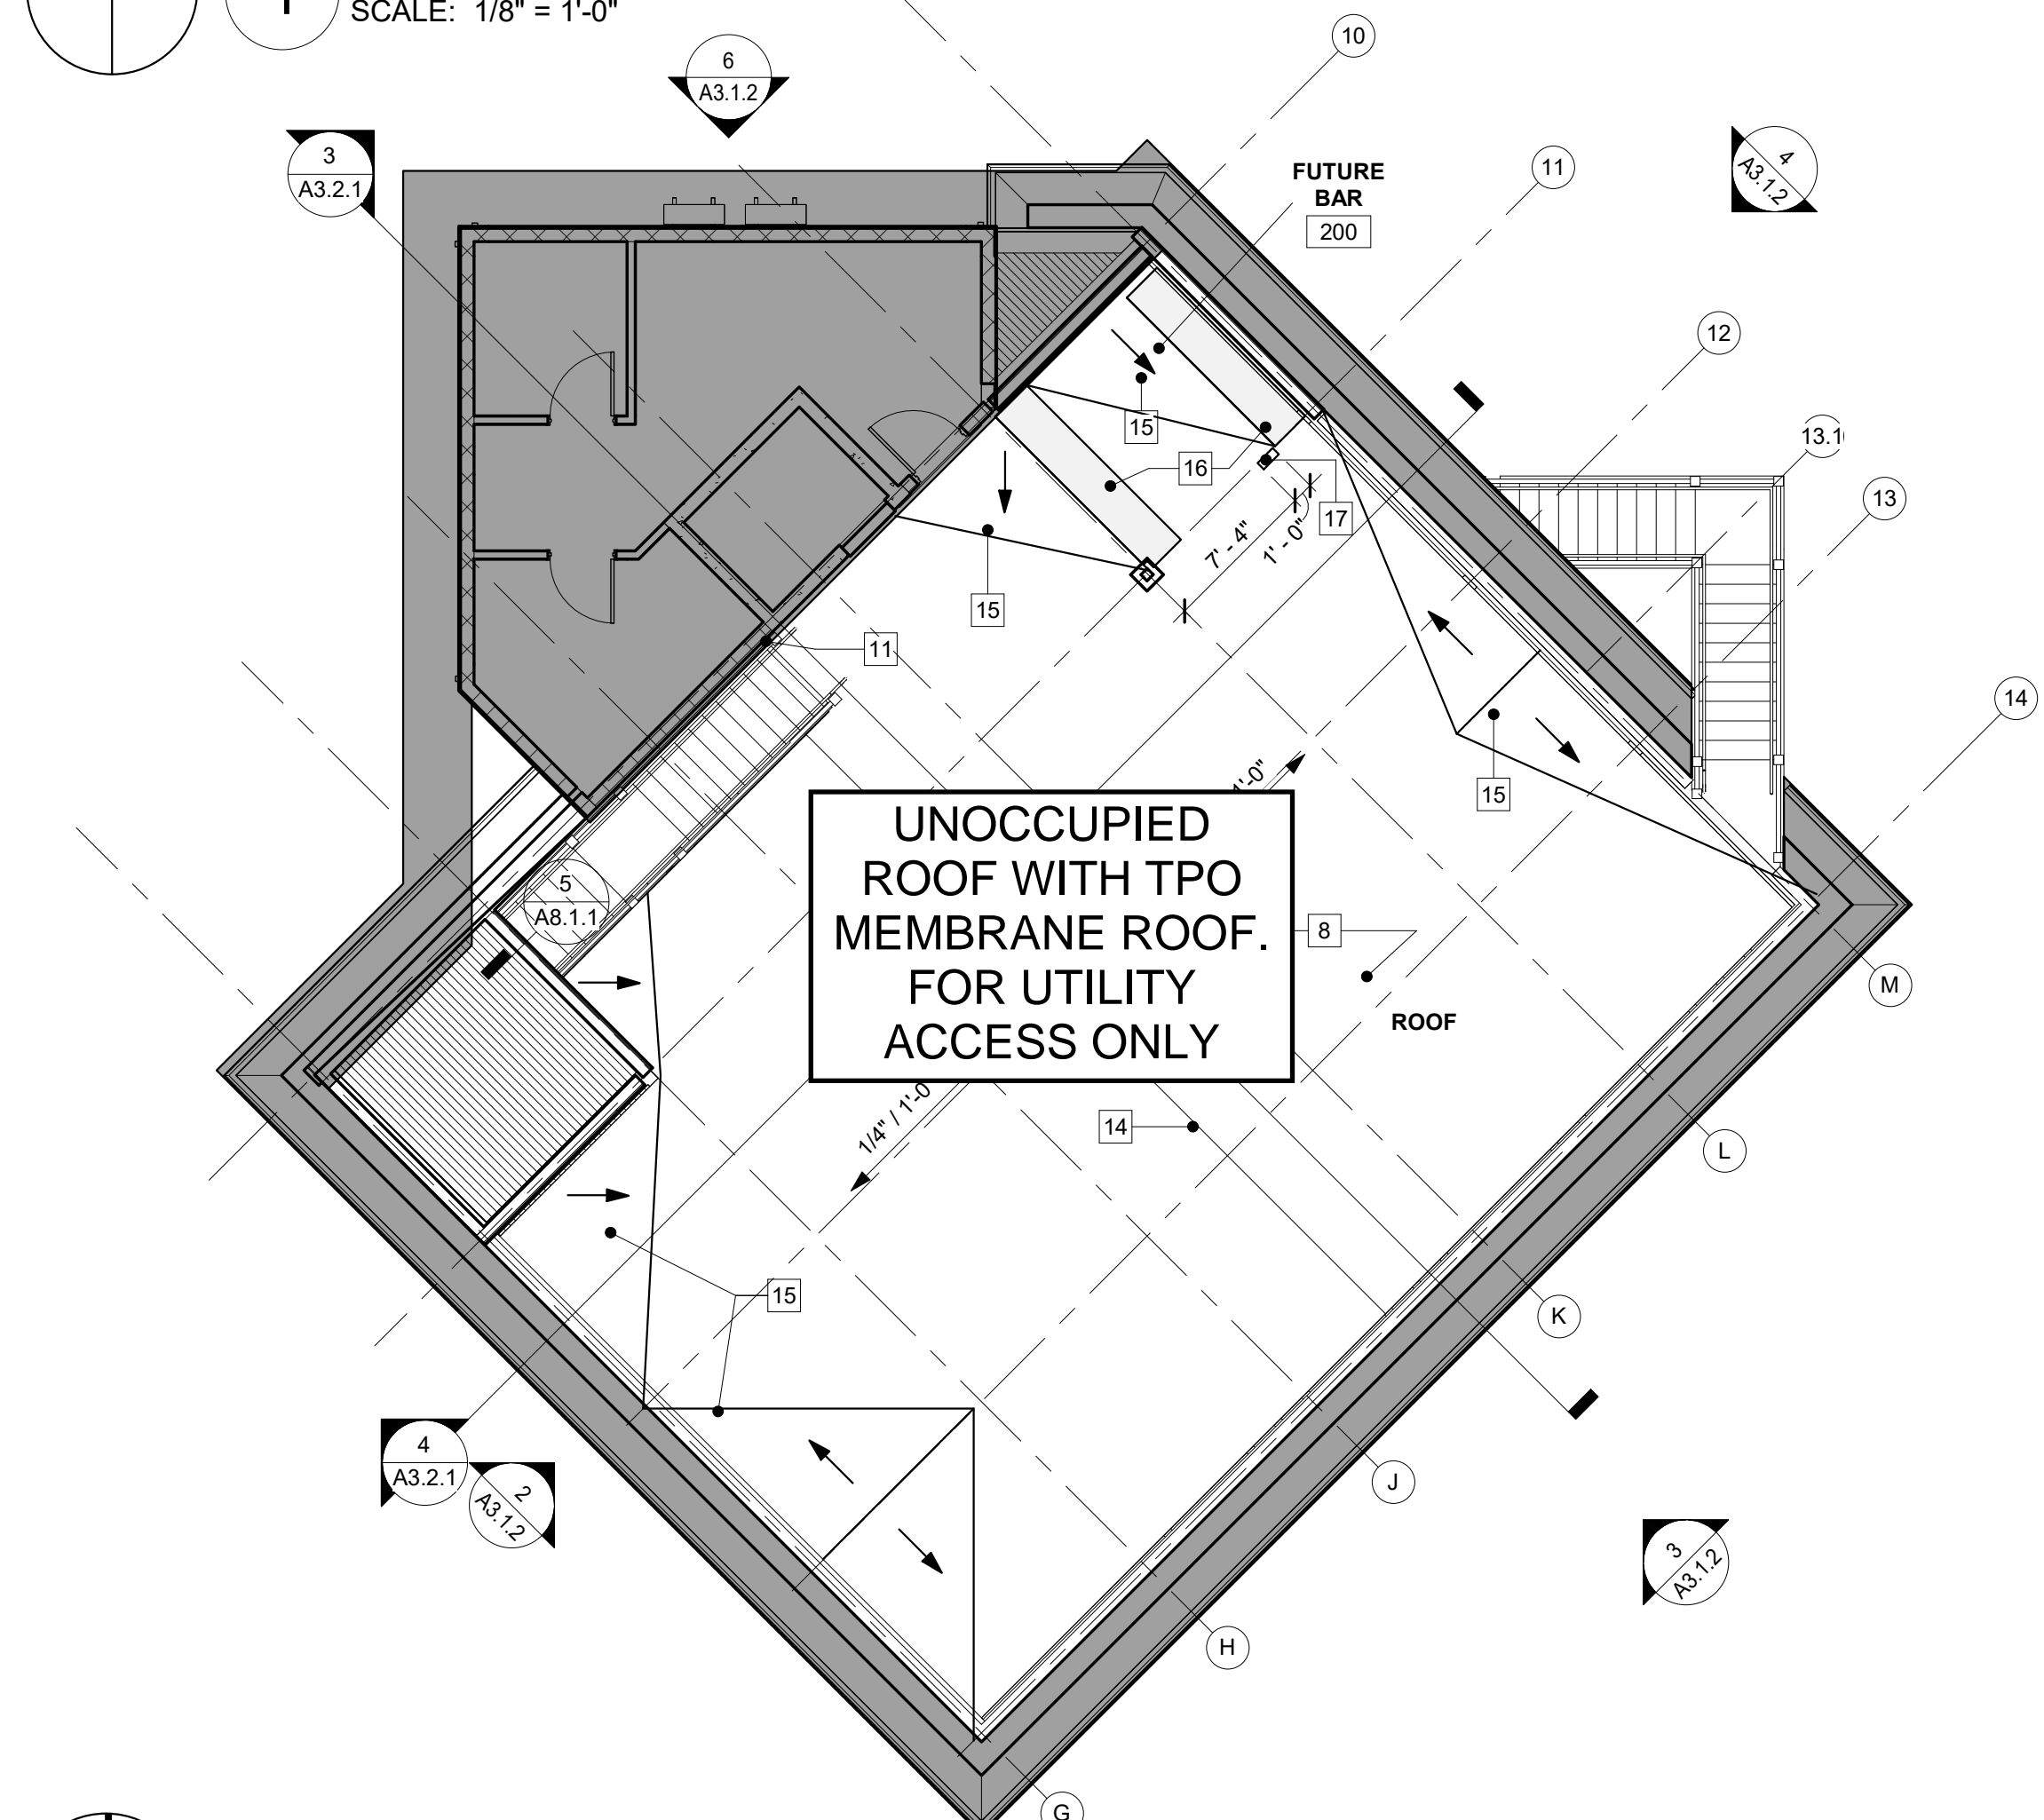 SCALE: 1/8" = 1'-0"
10
6
A3.1.2
3
A3.2.1
FUTURE
BAR
200
11
4
A3.1.2
12
13.1
13
14
15
16
17
7' - 4"
1' - 0"
15
11
15
1'-0"
UNOCCUPIED
ROOF WITH TPO
MEMBRANE ROOF.
FOR UTILITY
ACCESS ONLY
5
A8.1.1
8
ROOF
M
14
1/4" / 1'-0
L
15
K
4
A3.2.1
2
A3.1.2
J
3
A3.1.2
H
G